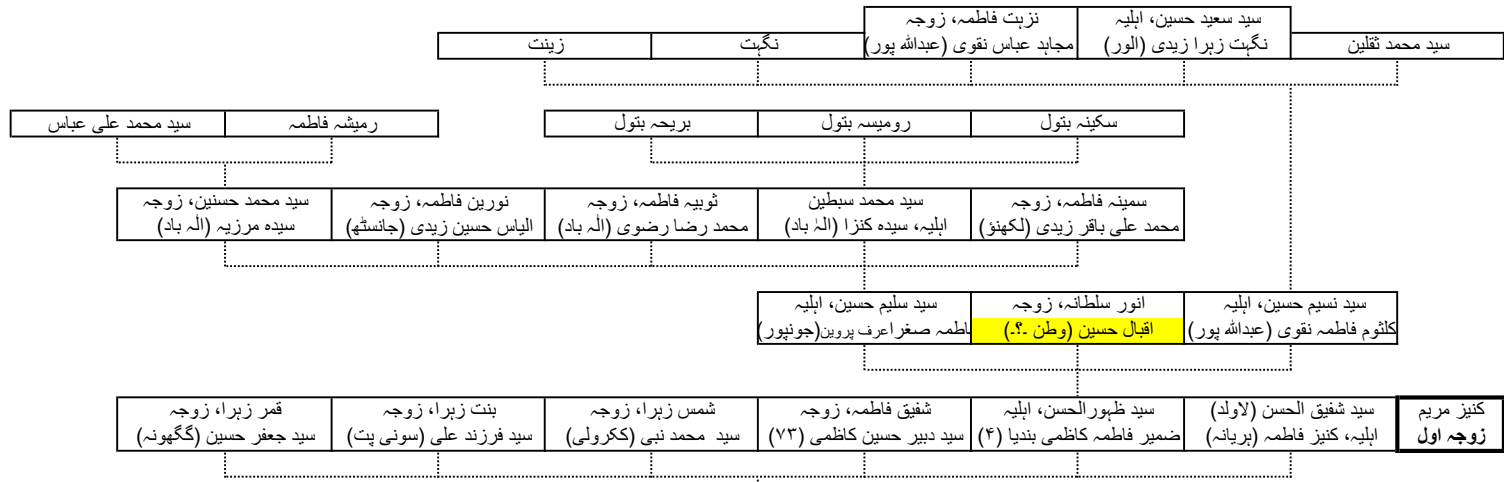 سید محمد ثقلین
سید سعید حسین، اہلیہ
نگہت زہرا زیدی (الور)
نزہت فاطمہ، زوجہ
مجاہد عباس نقوی (عبداللہ پور)
نگہت
زینت
سکینہ بتول
رومیسہ بتول
بریحہ بتول
رمیشہ فاطمہ
سید محمد علی عباس
سمینہ فاطمہ، زوجہ
محمد علی باقر زیدی (لکھنؤ)
سید محمد سبطین
اہلیہ، سیدہ کنزا (الہٰ باد)
ثوبیہ فاطمہ، زوجہ
محمد رضا رضوی (الٰہ باد)
نورین فاطمہ، زوجہ
الیاس حسین زیدی (جانسٹھ)
سید محمد حسنین، زوجہ
سیدہ مرزیہ (الٰہ باد)
سید نسیم حسین، اہلیہ
کلثوم فاطمہ نقوی (عبداللہ پور)
انور سلطانہ، زوجہ
اقبال حسین (وطن ۔؟۔)
سید سلیم حسین، اہلیہ
فاطمہ صغرا عرف پروین (جونپور)
کنیز مریم
زوجہ اول
سید شفیق الحسن (لاولد)
اہلیہ، کنیز فاطمہ (ہریانہ)
سید ظہورالحسن، اہلیہ
ضمیر فاطمہ کاظمی بندیا (۴)
شفیق فاطمہ، زوجہ
سید دبیر حسین کاظمی (۷۳)
شمس زہرا، زوجہ
سید محمد نبی (ککرولی)
بنت زہرا، زوجہ
سید فرزند علی (سونی پت)
قمر زہرا، زوجہ
سید جعفر حسین (گگھونہ)